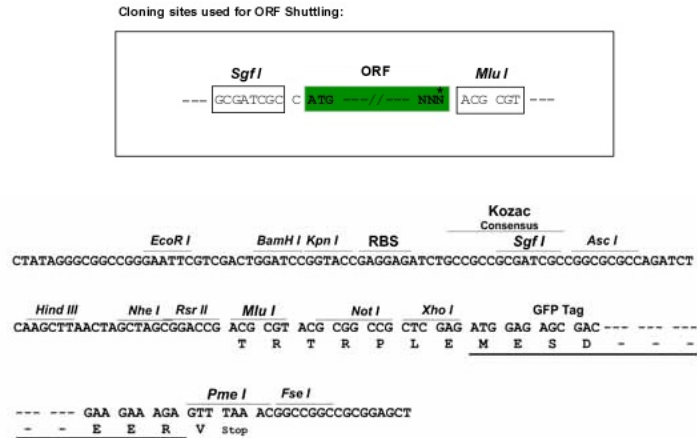 Cloning sites used for ORF Shuttling:
Sgf I ORF Mlu I
--- GCGATCGC C ATG ---//--- NNN* ACG CGT ---
Kozac
Consensus
EcoR I BamH I Kpn I RBS Sgf I Asc I
CTATAGGGCGGCCGGGAATTCGTCGACTGGATCCGGTACCGAGGAGATCTGCCGCCGCGATCGCCGGCGCGCCAGATCT
Hind III Nhe I Rsr II Mlu I Not I Xho I GFP Tag
CAAGCTTAACTAGCTAGCGGACCG ACG CGT ACG CGG CCG CTC GAG ATG GAG AGC GAC --- --- ---
T R T R P L E M E S D - - -
Pme I Fse I
--- --- GAA GAA AGA GTT TAA ACGGCCGGCCGCGGAGCT
- - E E R V Stop